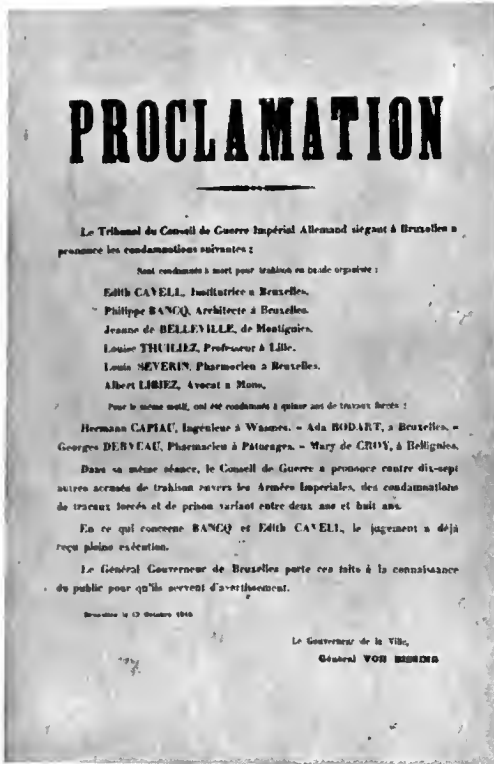 PROCLAMATION
Le Tribunal du Conseil de Guerre Impérial Allemand siégant à Bruxelles a
prononcé les condamnations suivantes :
Sont condamnés à mort pour trahison en bande organisée :
Edith CAVELL, Institutrice à Bruxelles.
Philippe BANCQ, Architecte à Bruxelles.
Jeanne de BELLEVILLE, de Montignies.
Louise THUILIEZ, Professeur à Lille.
Louis SEVERIN, Pharmacien à Bruxelles.
Albert LIBIEZ, Avocat à Mons.
Pour le même motif, ont été condamnés à quinze ans de travaux forcés :
Hermann CAPIAU, Ingénieur à Wasmes. – Ada BODART, à Bruxelles. –
Georges DERVEAU, Pharmacien à Pâturages. – Mary de CROY, à Bellignies.
Dans sa même séance, le Conseil de Guerre a prononcé contre dix-sept
autres accusés de trahison envers les Armées Impériales, des condamnations
de travaux forcés et de prison variant entre deux ans et huit ans.
En ce qui concerne BANCQ et Edith CAVELL, le jugement a déjà
reçu pleine exécution.
Le Général Gouverneur de Bruxelles porte ces faits à la connaissance
du public pour qu'ils servent d'avertissement.
Bruxelles le 12 Octobre 1915
Le Gouverneur de la Ville,
Général VON BISSING